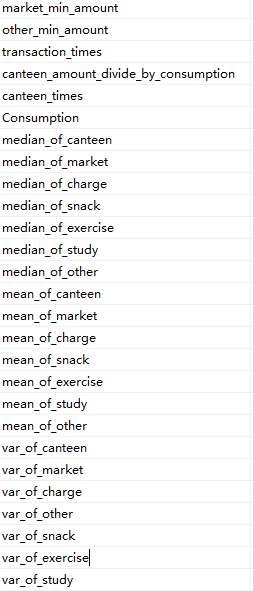 market_min_amount
other_min_amount
transaction_times
canteen_amount_divide_by_consumption
canteen_times
Consumption
median_of_canteen
median_of_market
median_of_charge
median_of_snack
median_of_exercise
median_of_study
median_of_other
mean_of_canteen
mean_of_market
mean_of_charge
mean_of_snack
mean_of_exercise
mean_of_study
mean_of_other
var_of_canteen
var_of_market
var_of_charge
var_of_other
var_of_snack
var_of_exercise
var_of_study